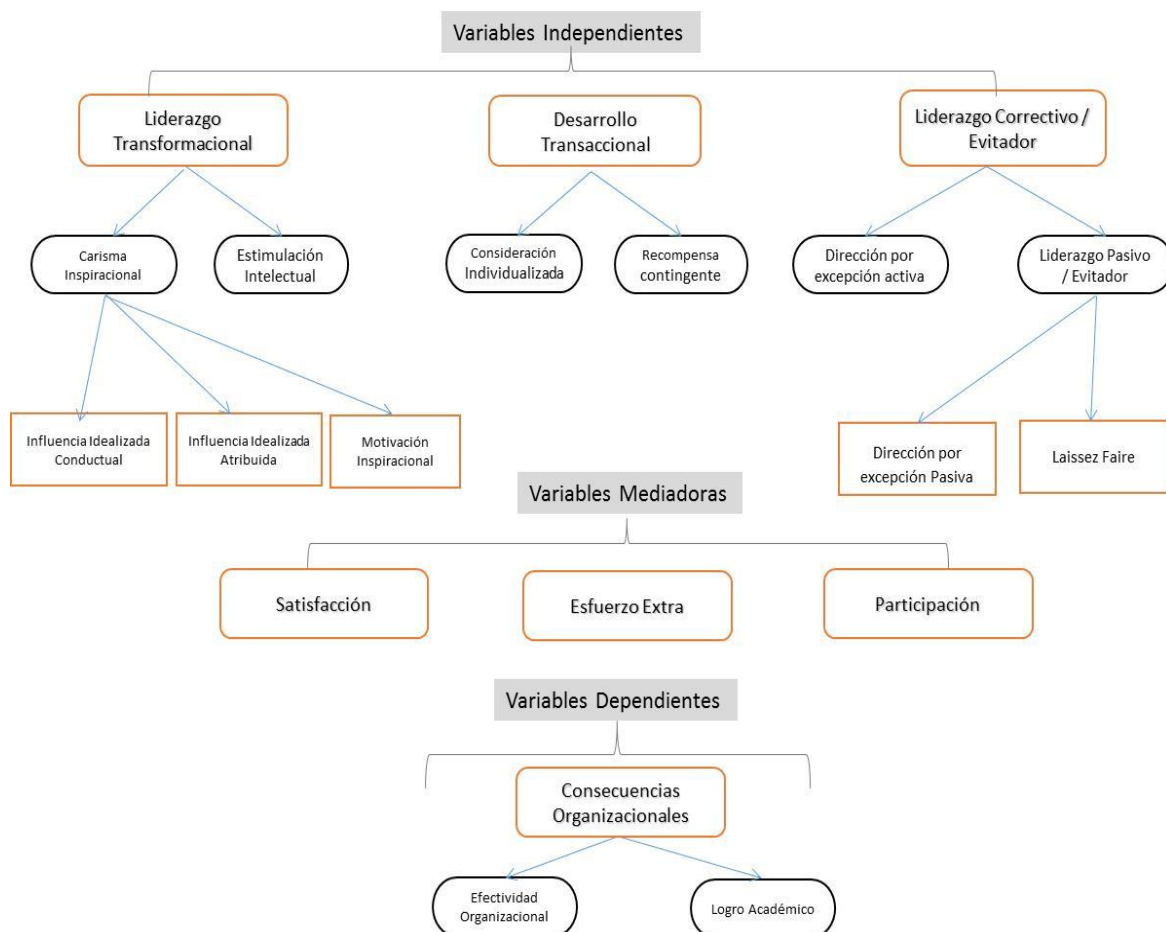 Variables Independientes
Liderazgo
Transformacional
Desarrollo
Transaccional
Liderazgo Correctivo /
Evitador
Carisma
Inspiracional
Estimulación
Intelectual
Consideración
Individualizada
Recompensa
contingente
Dirección por
excepción activa
Liderazgo Pasivo
/ Evitador
Influencia Idealizada
Conductual
Influencia Idealizada
Atribuida
Motivación
Inspiracional
Dirección por
excepción Pasiva
Laissez Faire
Variables Mediadoras
Satisfacción
Esfuerzo Extra
Participación
Variables Dependientes
Consecuencias
Organizacionales
Efectividad
Organizacional
Logro Académico